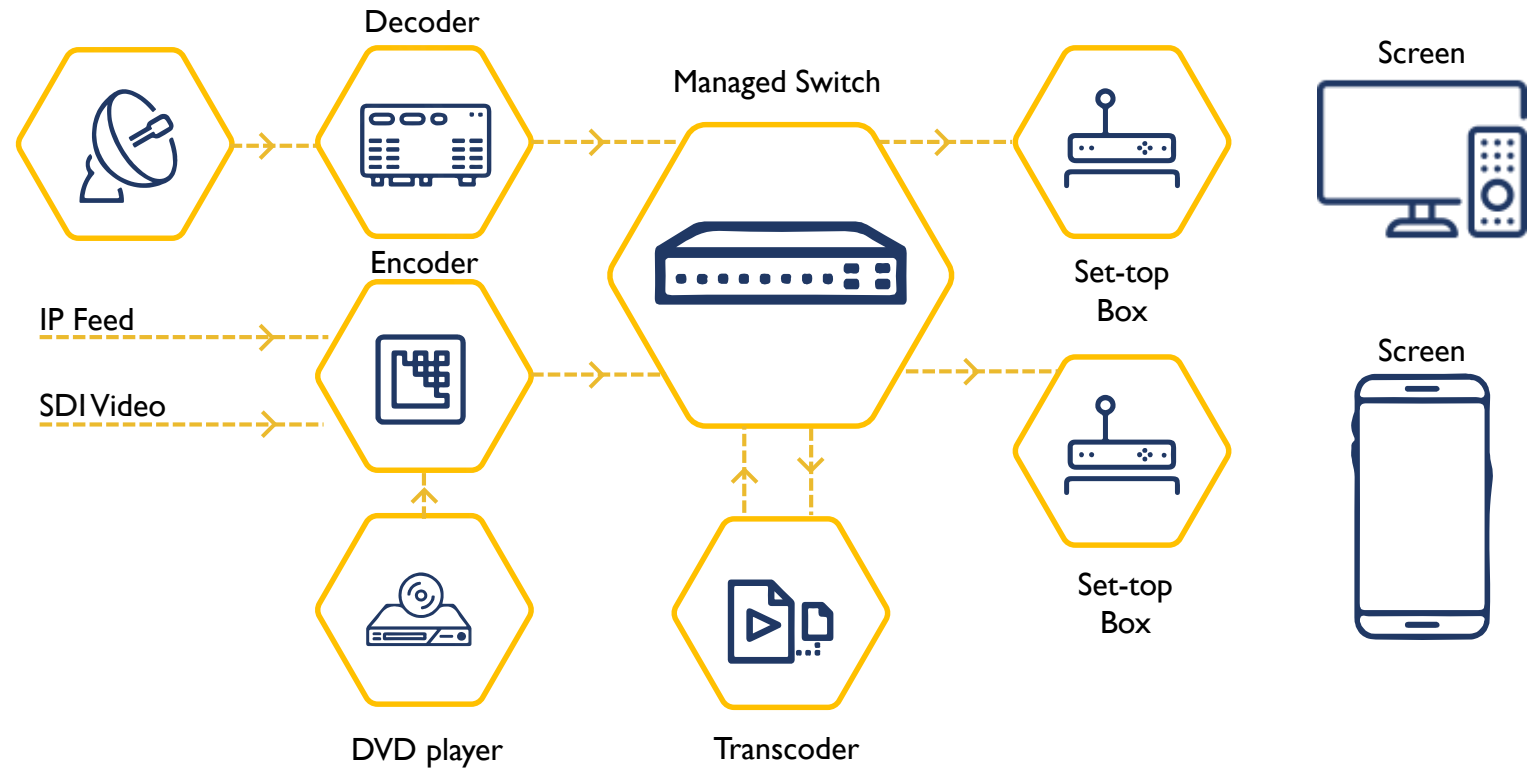 Decoder
Managed Switch
Screen
Encoder
IP Feed
SDI Video
Set-top
Box
Screen
Set-top
Box
DVD player
Transcoder